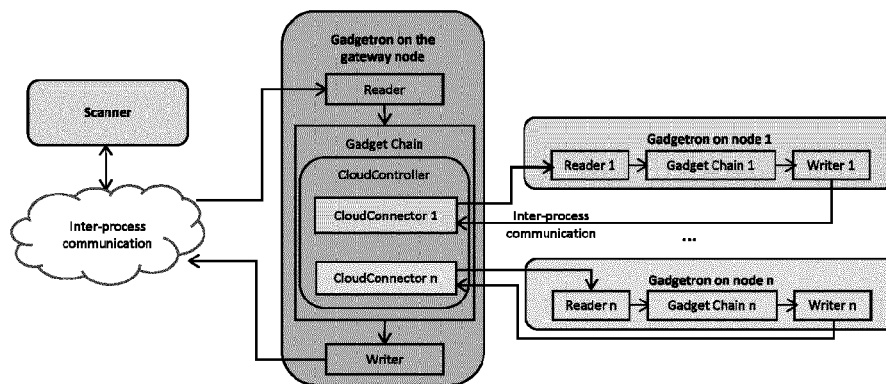 Gadgetron on the
gateway node
Reader
Scanner
Gadget Chain
CloudController
CloudConnector 1
CloudConnector n
Writer
Inter-process
communication
Gadgetron on node 1
Reader 1
Gadget Chain 1
Writer 1
Inter-process
communication
...
Gadgetron on node n
Reader n
Gadget Chain n
Writer n